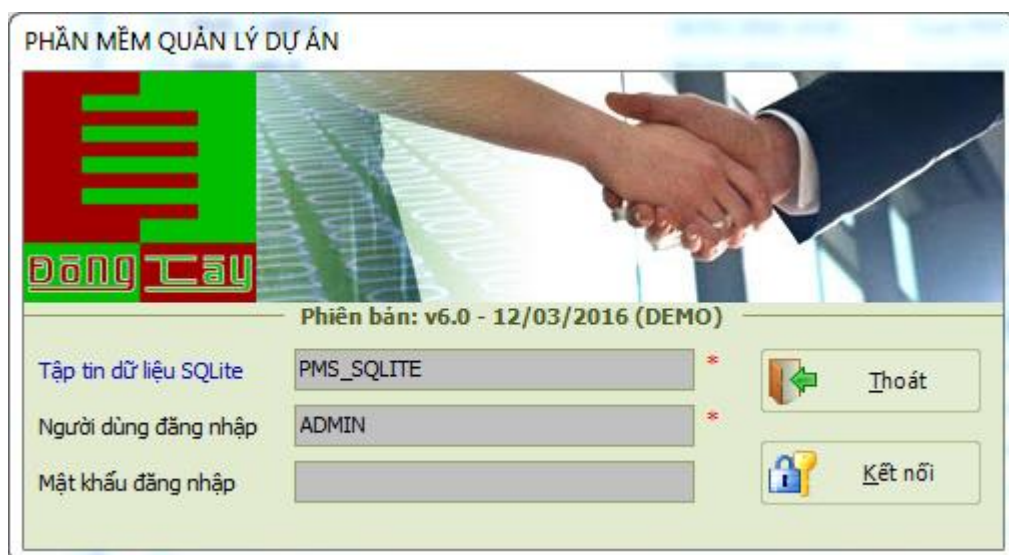 PHẦN MỀM QUẢN LÝ DỰ ÁN
Đông Tây
Phiên bản: v6.0 - 12/03/2016 (DEMO)
Tập tin dữ liệu SQLite PMS_SQLITE * Thoát
Người dùng đăng nhập ADMIN *
Mật khẩu đăng nhập Kết nối